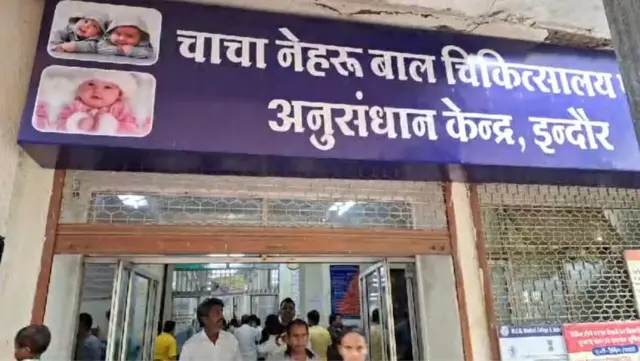 चाचा नेहरू बाल चिकित्सालय
अनुसंधान केन्द्र, इन्दौर